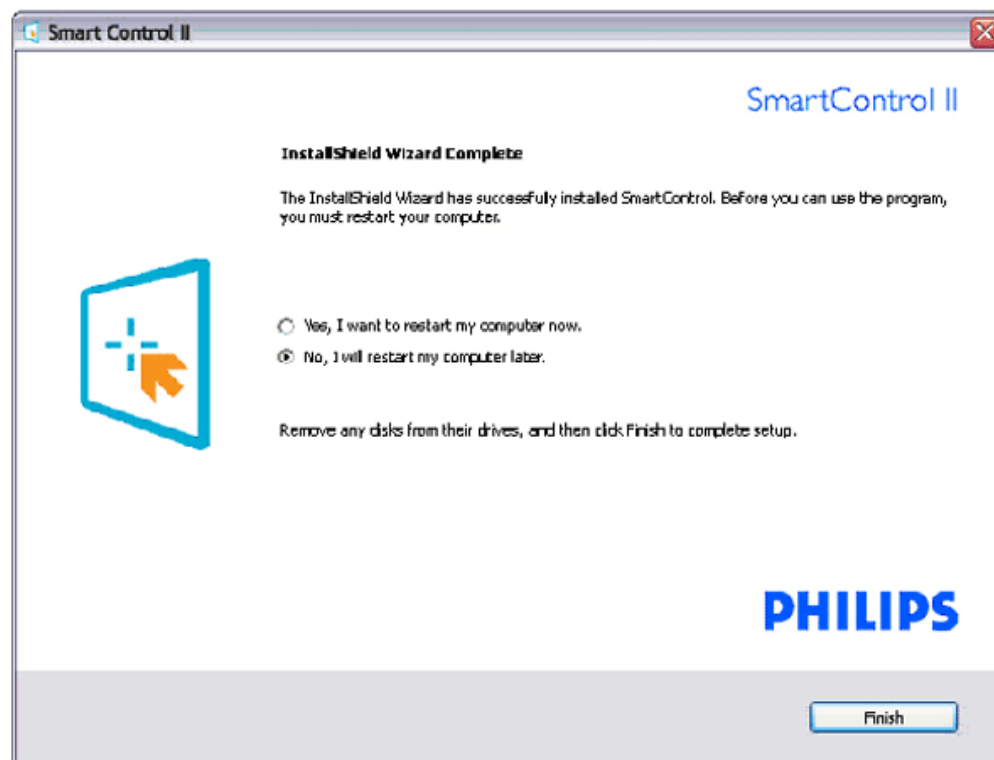 Smart Control II
SmartControl II
InstallShield Wizard Complete
The InstallShield Wizard has successfully installed SmartControl. Before you can use the program,
you must restart your computer.
Yes, I want to restart my computer now.
No, I will restart my computer later.
Remove any disks from their drives, and then click Finish to complete setup.
PHILIPS
Finish